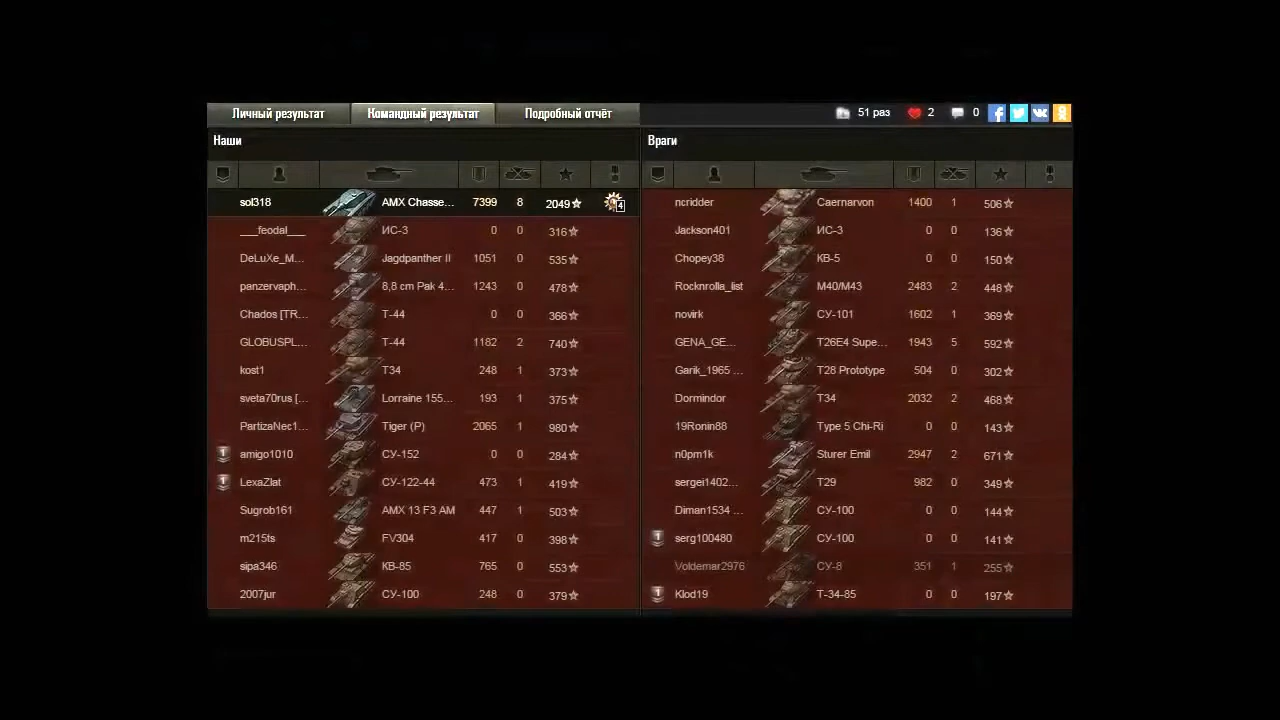 Личный результат Командный результат Подробный отчёт 51 раз 2 0
Наши Враги
sol318 AMX Chasse... 7399 8 2049 4 ncridder Caernarvon 1400 1 506
___feodal___ ИС-3 0 0 316 Jackson401 ИС-3 0 0 136
DeLuXe_M... Jagdpanther II 1051 0 535 Chopey38 КВ-5 0 0 150
panzervaph... 8,8 cm Pak 4... 1243 0 478 Rocknrolla_list M40/M43 2483 2 448
Chados [TR... Т-44 0 0 366 novirk СУ-101 1602 1 369
GLOBUSPL... Т-44 1182 2 740 GENA_GE... T26E4 Supe... 1943 5 592
kost1 T34 248 1 373 Garik_1965 ... T28 Prototype 504 0 302
sveta70rus [... Lorraine 155... 193 1 375 Dormindor T34 2032 2 468
PartizaNec1... Tiger (P) 2065 1 980 19Ronin88 Type 5 Chi-Ri 0 0 143
1 amigo1010 СУ-152 0 0 284 n0pm1k Sturer Emil 2947 2 671
1 LexaZlat СУ-122-44 473 1 419 sergei1402... T29 982 0 349
Sugrob161 AMX 13 F3 AM 447 1 503 Diman1534 ... СУ-100 0 0 144
m215ts FV304 417 0 398 1 serg100480 СУ-100 0 0 141
sipa346 КВ-85 765 0 553 Voldemar2976 СУ-8 351 1 255
2007jur СУ-100 248 0 379 1 Klod19 Т-34-85 0 0 197